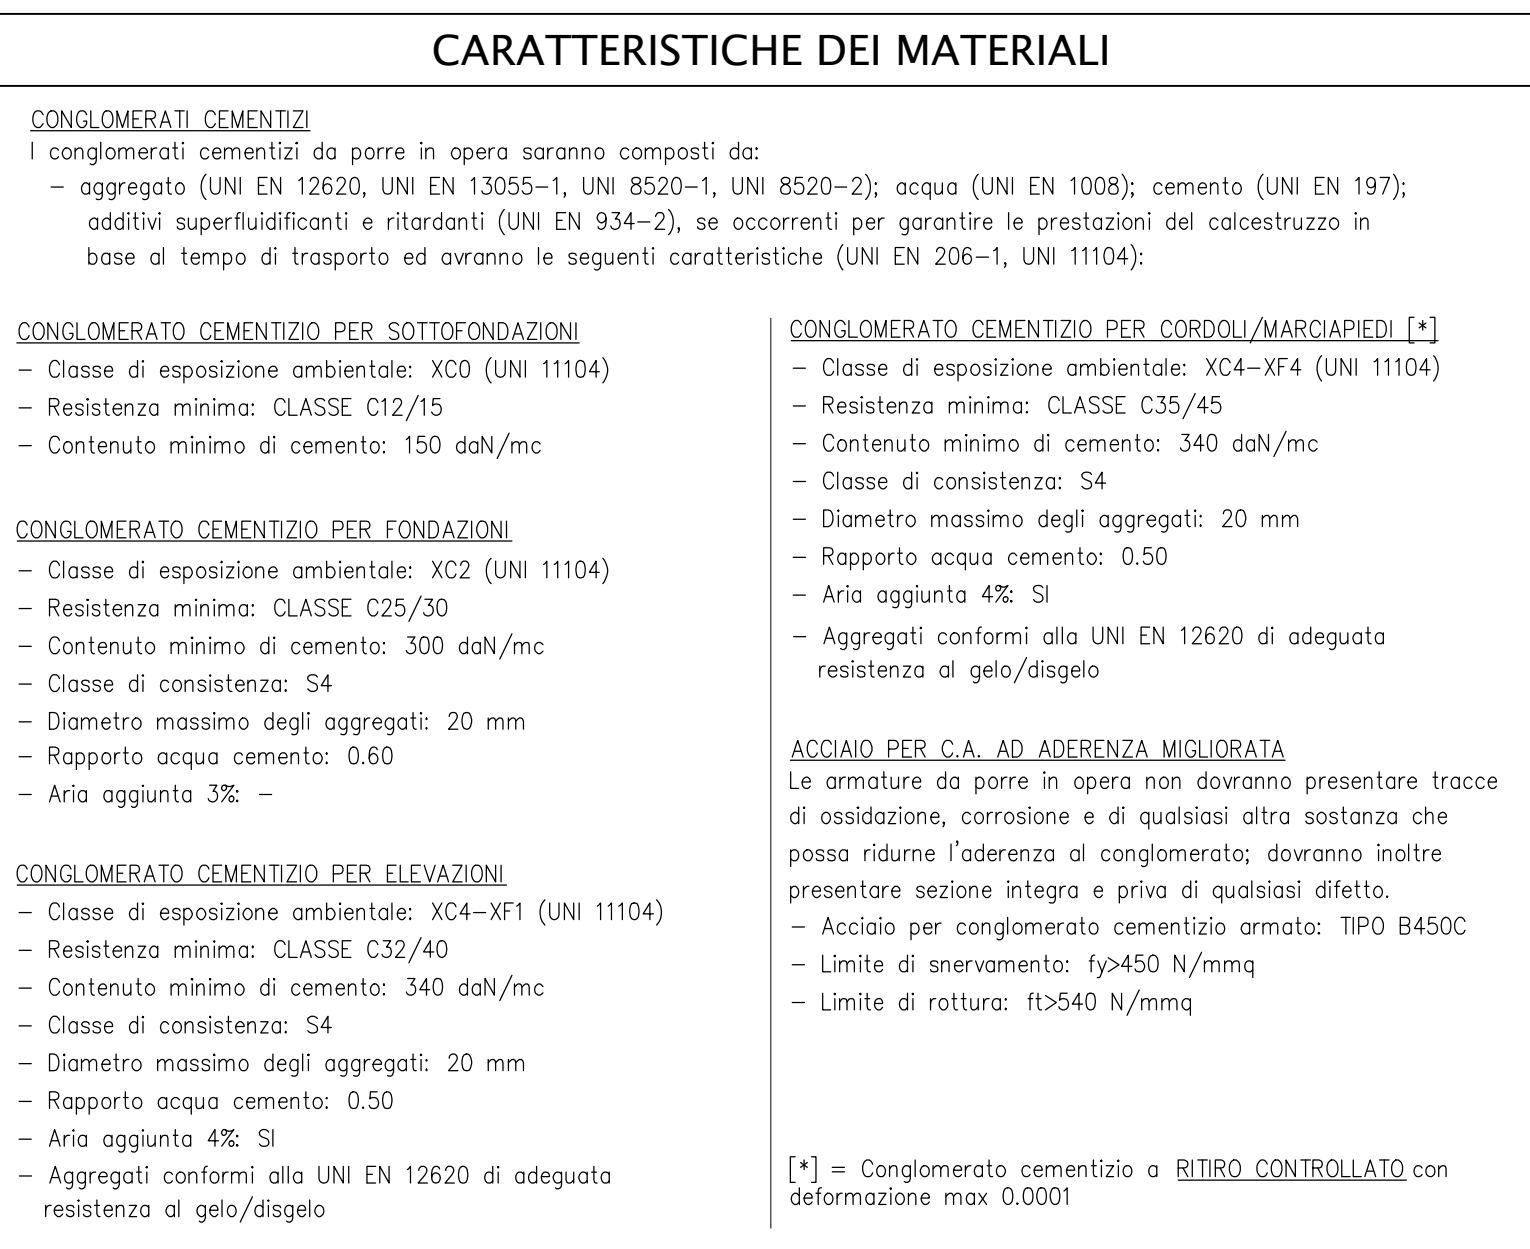 CARATTERISTICHE DEI MATERIALI
CONGLOMERATI CEMENTIZI
I conglomerati cementizi da porre in opera saranno composti da:
– aggregato (UNI EN 12620, UNI EN 13055–1, UNI 8520–1, UNI 8520–2); acqua (UNI EN 1008); cemento (UNI EN 197);
additivi superfluidificanti e ritardanti (UNI EN 934–2), se occorrenti per garantire le prestazioni del calcestruzzo in
base al tempo di trasporto ed avranno le seguenti caratteristiche (UNI EN 206–1, UNI 11104):
CONGLOMERATO CEMENTIZIO PER SOTTOFONDAZIONI
– Classe di esposizione ambientale: XC0 (UNI 11104)
– Resistenza minima: CLASSE C12/15
– Contenuto minimo di cemento: 150 daN/mc
CONGLOMERATO CEMENTIZIO PER FONDAZIONI
– Classe di esposizione ambientale: XC2 (UNI 11104)
– Resistenza minima: CLASSE C25/30
– Contenuto minimo di cemento: 300 daN/mc
– Classe di consistenza: S4
– Diametro massimo degli aggregati: 20 mm
– Rapporto acqua cemento: 0.60
– Aria aggiunta 3%: –
CONGLOMERATO CEMENTIZIO PER ELEVAZIONI
– Classe di esposizione ambientale: XC4–XF1 (UNI 11104)
– Resistenza minima: CLASSE C32/40
– Contenuto minimo di cemento: 340 daN/mc
– Classe di consistenza: S4
– Diametro massimo degli aggregati: 20 mm
– Rapporto acqua cemento: 0.50
– Aria aggiunta 4%: SI
– Aggregati conformi alla UNI EN 12620 di adeguata
resistenza al gelo/disgelo
CONGLOMERATO CEMENTIZIO PER CORDOLI/MARCIAPIEDI [*]
– Classe di esposizione ambientale: XC4–XF4 (UNI 11104)
– Resistenza minima: CLASSE C35/45
– Contenuto minimo di cemento: 340 daN/mc
– Classe di consistenza: S4
– Diametro massimo degli aggregati: 20 mm
– Rapporto acqua cemento: 0.50
– Aria aggiunta 4%: SI
– Aggregati conformi alla UNI EN 12620 di adeguata
resistenza al gelo/disgelo
ACCIAIO PER C.A. AD ADERENZA MIGLIORATA
Le armature da porre in opera non dovranno presentare tracce
di ossidazione, corrosione e di qualsiasi altra sostanza che
possa ridurne l'aderenza al conglomerato; dovranno inoltre
presentare sezione integra e priva di qualsiasi difetto.
– Acciaio per conglomerato cementizio armato: TIPO B450C
– Limite di snervamento: fy>450 N/mmq
– Limite di rottura: ft>540 N/mmq
[*] = Conglomerato cementizio a RITIRO CONTROLLATO con
deformazione max 0.0001